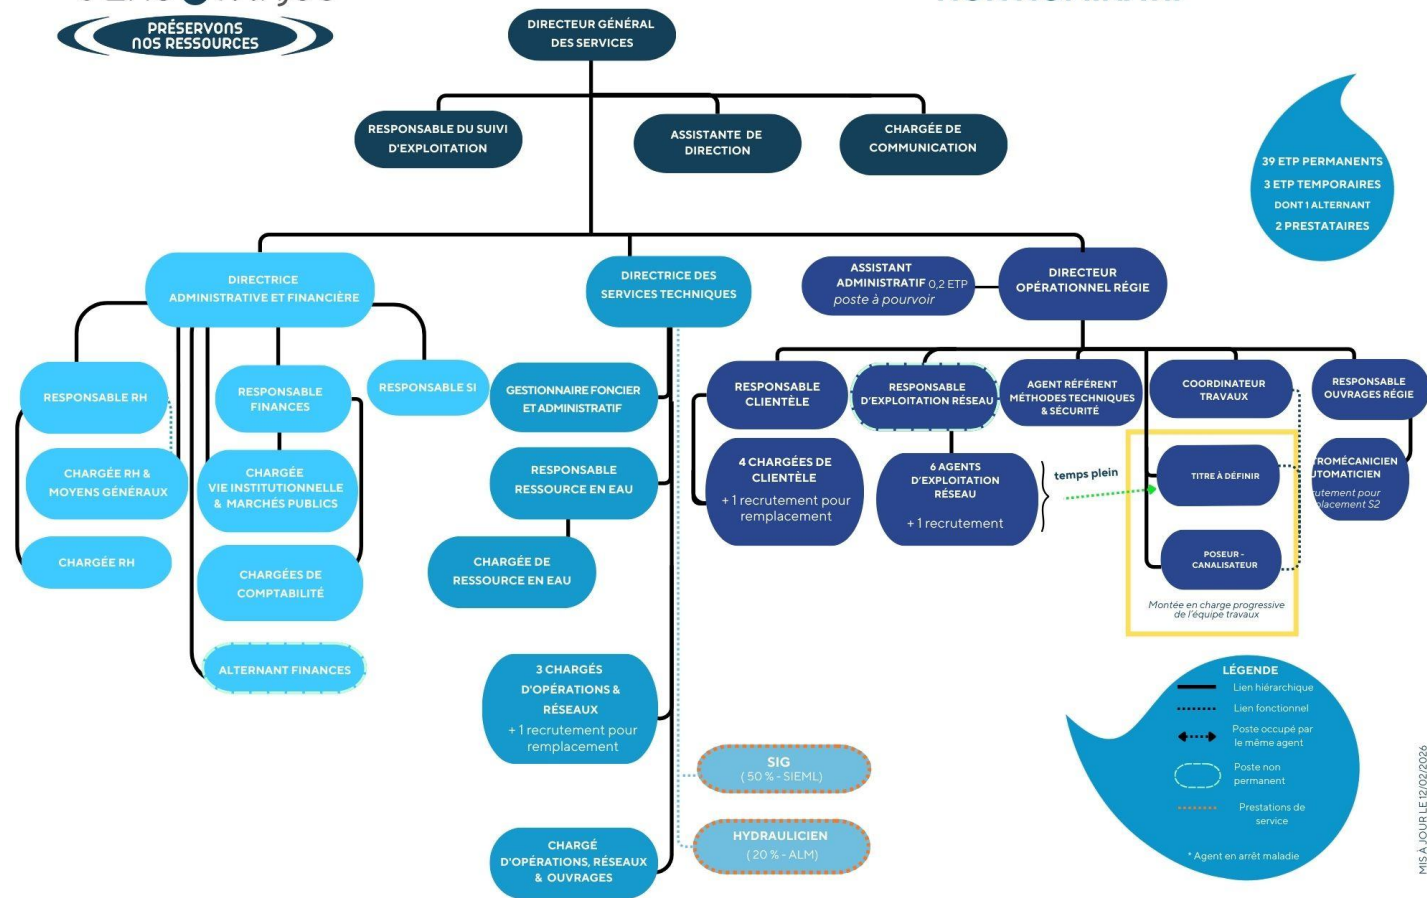 PRÉSERVONS
NOS RESSOURCES
DIRECTEUR GÉNÉRAL
DES SERVICES
RESPONSABLE DU SUIVI
D'EXPLOITATION
ASSISTANTE DE
DIRECTION
CHARGÉE DE
COMMUNICATION
39 ETP PERMANENTS
3 ETP TEMPORAIRES
DONT 1 ALTERNANT
2 PRESTATAIRES
DIRECTRICE
ADMINISTRATIVE ET FINANCIÈRE
DIRECTRICE DES
SERVICES TECHNIQUES
ASSISTANT
ADMINISTRATIF 0,2 ETP
poste à pourvoir
DIRECTEUR
OPÉRATIONNEL RÉGIE
RESPONSABLE RH
RESPONSABLE
FINANCES
RESPONSABLE SI
CHARGÉE RH &
MOYENS GÉNÉRAUX
CHARGÉE
VIE INSTITUTIONNELLE
& MARCHÉS PUBLICS
CHARGÉE RH
CHARGÉES DE
COMPTABILITÉ
ALTERNANT FINANCES
GESTIONNAIRE FONCIER
ET ADMINISTRATIF
RESPONSABLE
RESSOURCE EN EAU
CHARGÉE DE
RESSOURCE EN EAU
3 CHARGÉS
D'OPÉRATIONS &
RÉSEAUX
+ 1 recrutement pour
remplacement
CHARGÉ
D'OPÉRATIONS, RÉSEAUX
& OUVRAGES
SIG
( 50 % - SIEML)
HYDRAULICIEN
( 20 % - ALM)
RESPONSABLE
CLIENTÈLE
4 CHARGÉES DE
CLIENTÈLE
+ 1 recrutement pour
remplacement
RESPONSABLE
D'EXPLOITATION RÉSEAU
6 AGENTS
D'EXPLOITATION
RÉSEAU
+ 1 recrutement
temps plein
AGENT RÉFÉRENT
MÉTHODES TECHNIQUES
& SÉCURITÉ
COORDINATEUR
TRAVAUX
TITRE À DÉFINIR
POSEUR -
CANALISATEUR
Montée en charge progressive
de l'équipe travaux
RESPONSABLE
OUVRAGES RÉGIE
TROMÉCANICIEN
UTOMATICIEN
rutement pour
placement S2
LÉGENDE
Lien hiérarchique
Lien fonctionnel
Poste occupé par
le même agent
Poste non
permanent
Prestations de
service
* Agent en arrêt maladie
MIS À JOUR LE 12/02/2026